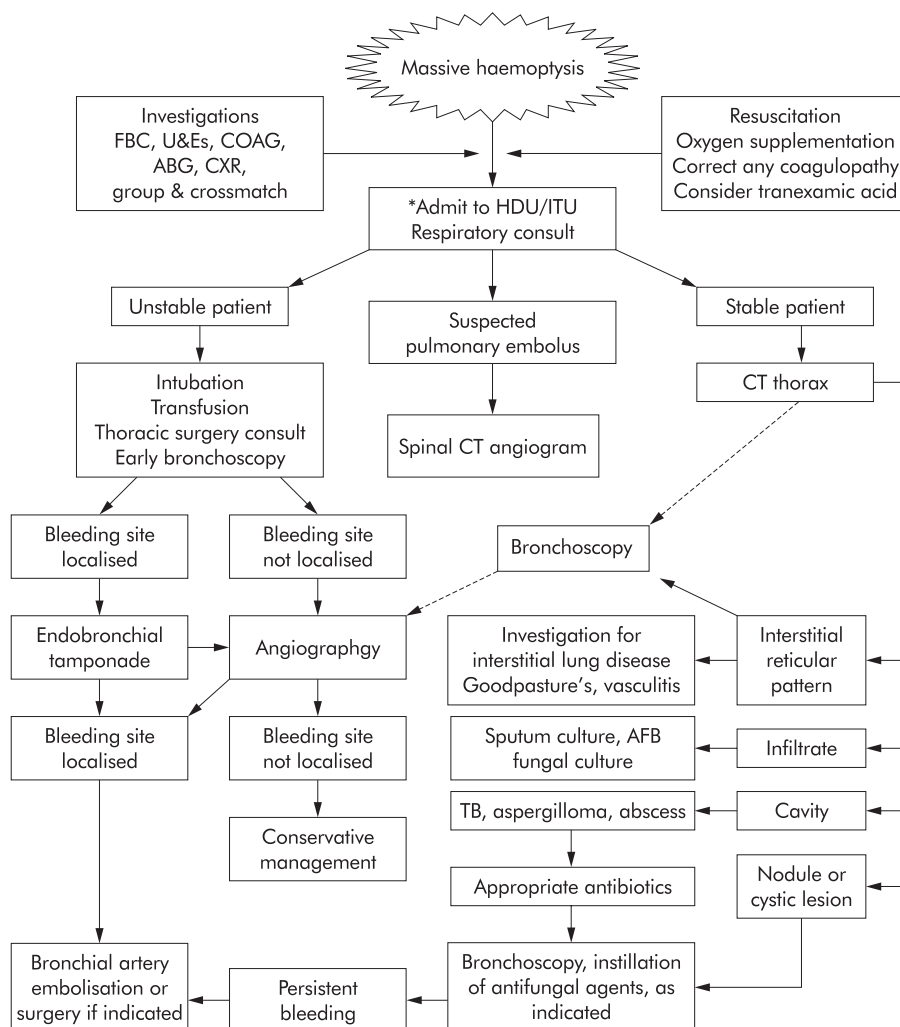 Massive haemoptysis
Investigations
FBC, U&Es, COAG,
ABG, CXR,
group & crossmatch
Resuscitation
Oxygen supplementation
Correct any coagulopathy
Consider tranexamic acid
*Admit to HDU/ITU
Respiratory consult
Unstable patient
Suspected
pulmonary embolus
Stable patient
Intubation
Transfusion
Thoracic surgery consult
Early bronchoscopy
Spinal CT angiogram
CT thorax
Bleeding site
localised
Bleeding site
not localised
Bronchoscopy
Endobronchial
tamponade
Angiographgy
Investigation for
interstitial lung disease
Goodpasture's, vasculitis
Interstitial
reticular
pattern
Bleeding site
localised
Bleeding site
not localised
Sputum culture, AFB
fungal culture
Infiltrate
Conservative
management
TB, aspergilloma, abscess
Cavity
Appropriate antibiotics
Nodule or
cystic lesion
Bronchial artery
embolisation or
surgery if indicated
Persistent
bleeding
Bronchoscopy, instillation
of antifungal agents, as
indicated